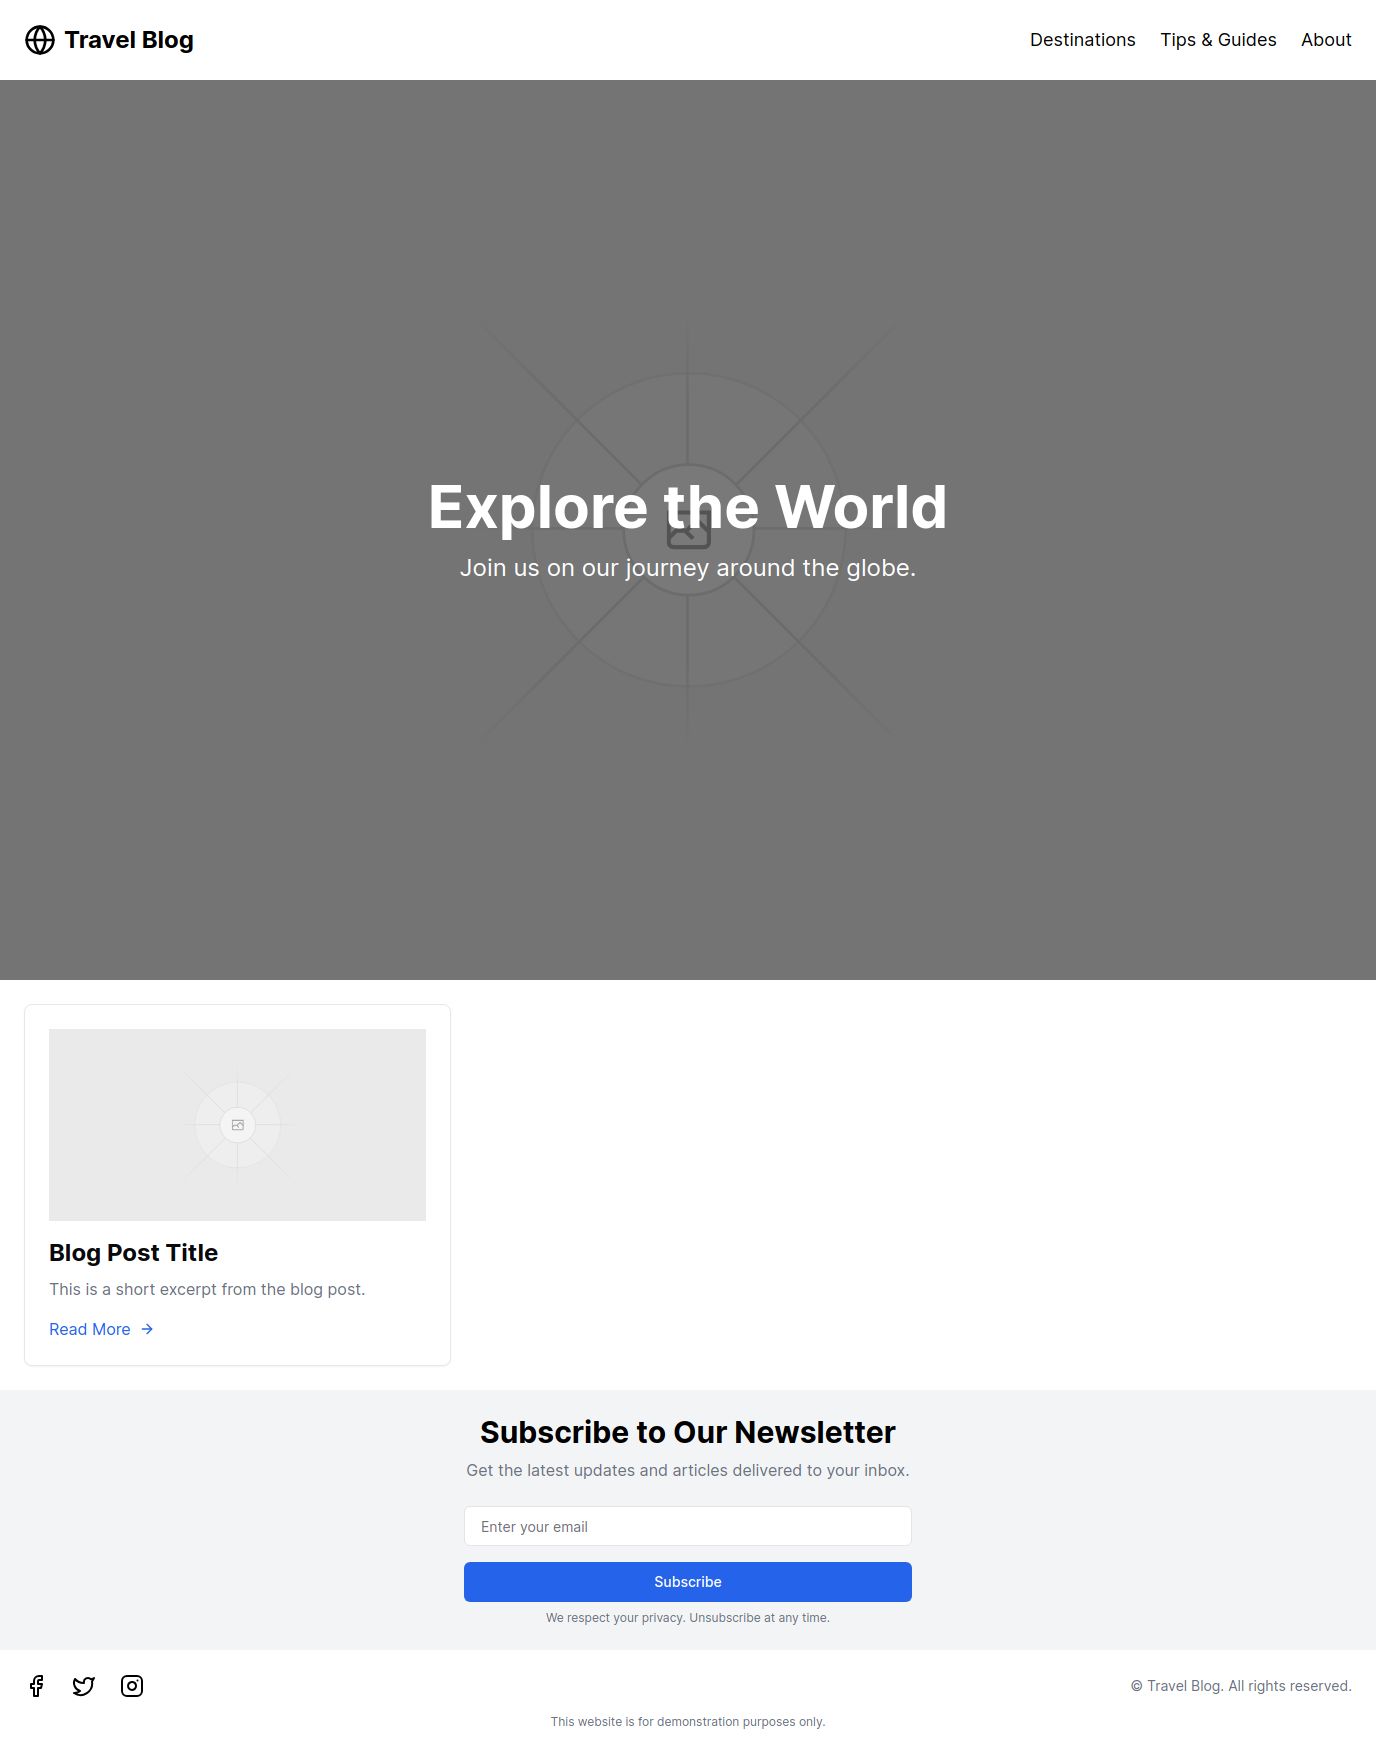 Travel Blog
Destinations
Tips & Guides
About
Explore the World
Join us on our journey around the globe.
Blog Post Title
This is a short excerpt from the blog post.
Read More
Subscribe to Our Newsletter
Get the latest updates and articles delivered to your inbox.
Enter your email
Subscribe
We respect your privacy. Unsubscribe at any time.
© Travel Blog. All rights reserved.
This website is for demonstration purposes only.